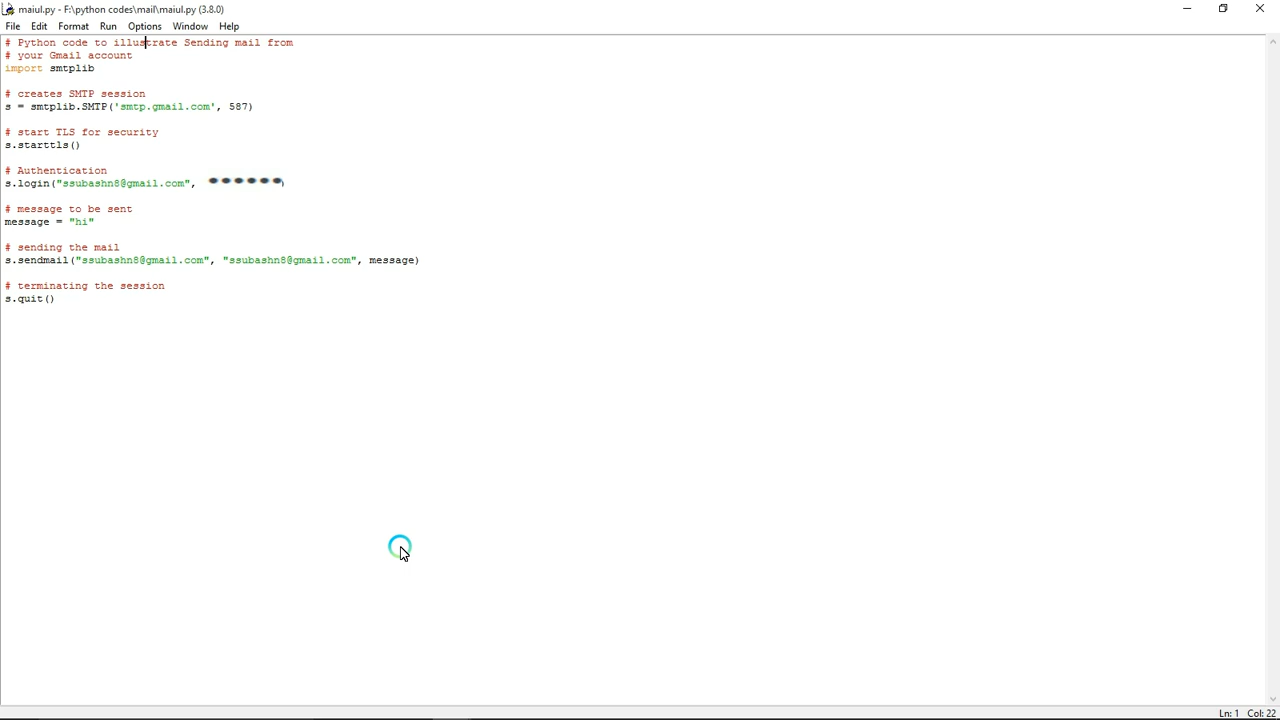 maiul.py - F:\python codes\mail\maiul.py (3.8.0)
File Edit Format Run Options Window Help
# Python code to illustrate Sending mail from
# your Gmail account
import smtplib
# creates SMTP session
s = smtplib.SMTP('smtp.gmail.com', 587)
# start TLS for security
s.starttls()
# Authentication
s.login("ssubashn8@gmail.com", ●●●●●●)
# message to be sent
message = "hi"
# sending the mail
s.sendmail("ssubashn8@gmail.com", "ssubashn8@gmail.com", message)
# terminating the session
s.quit()
Ln: 1 Col: 22